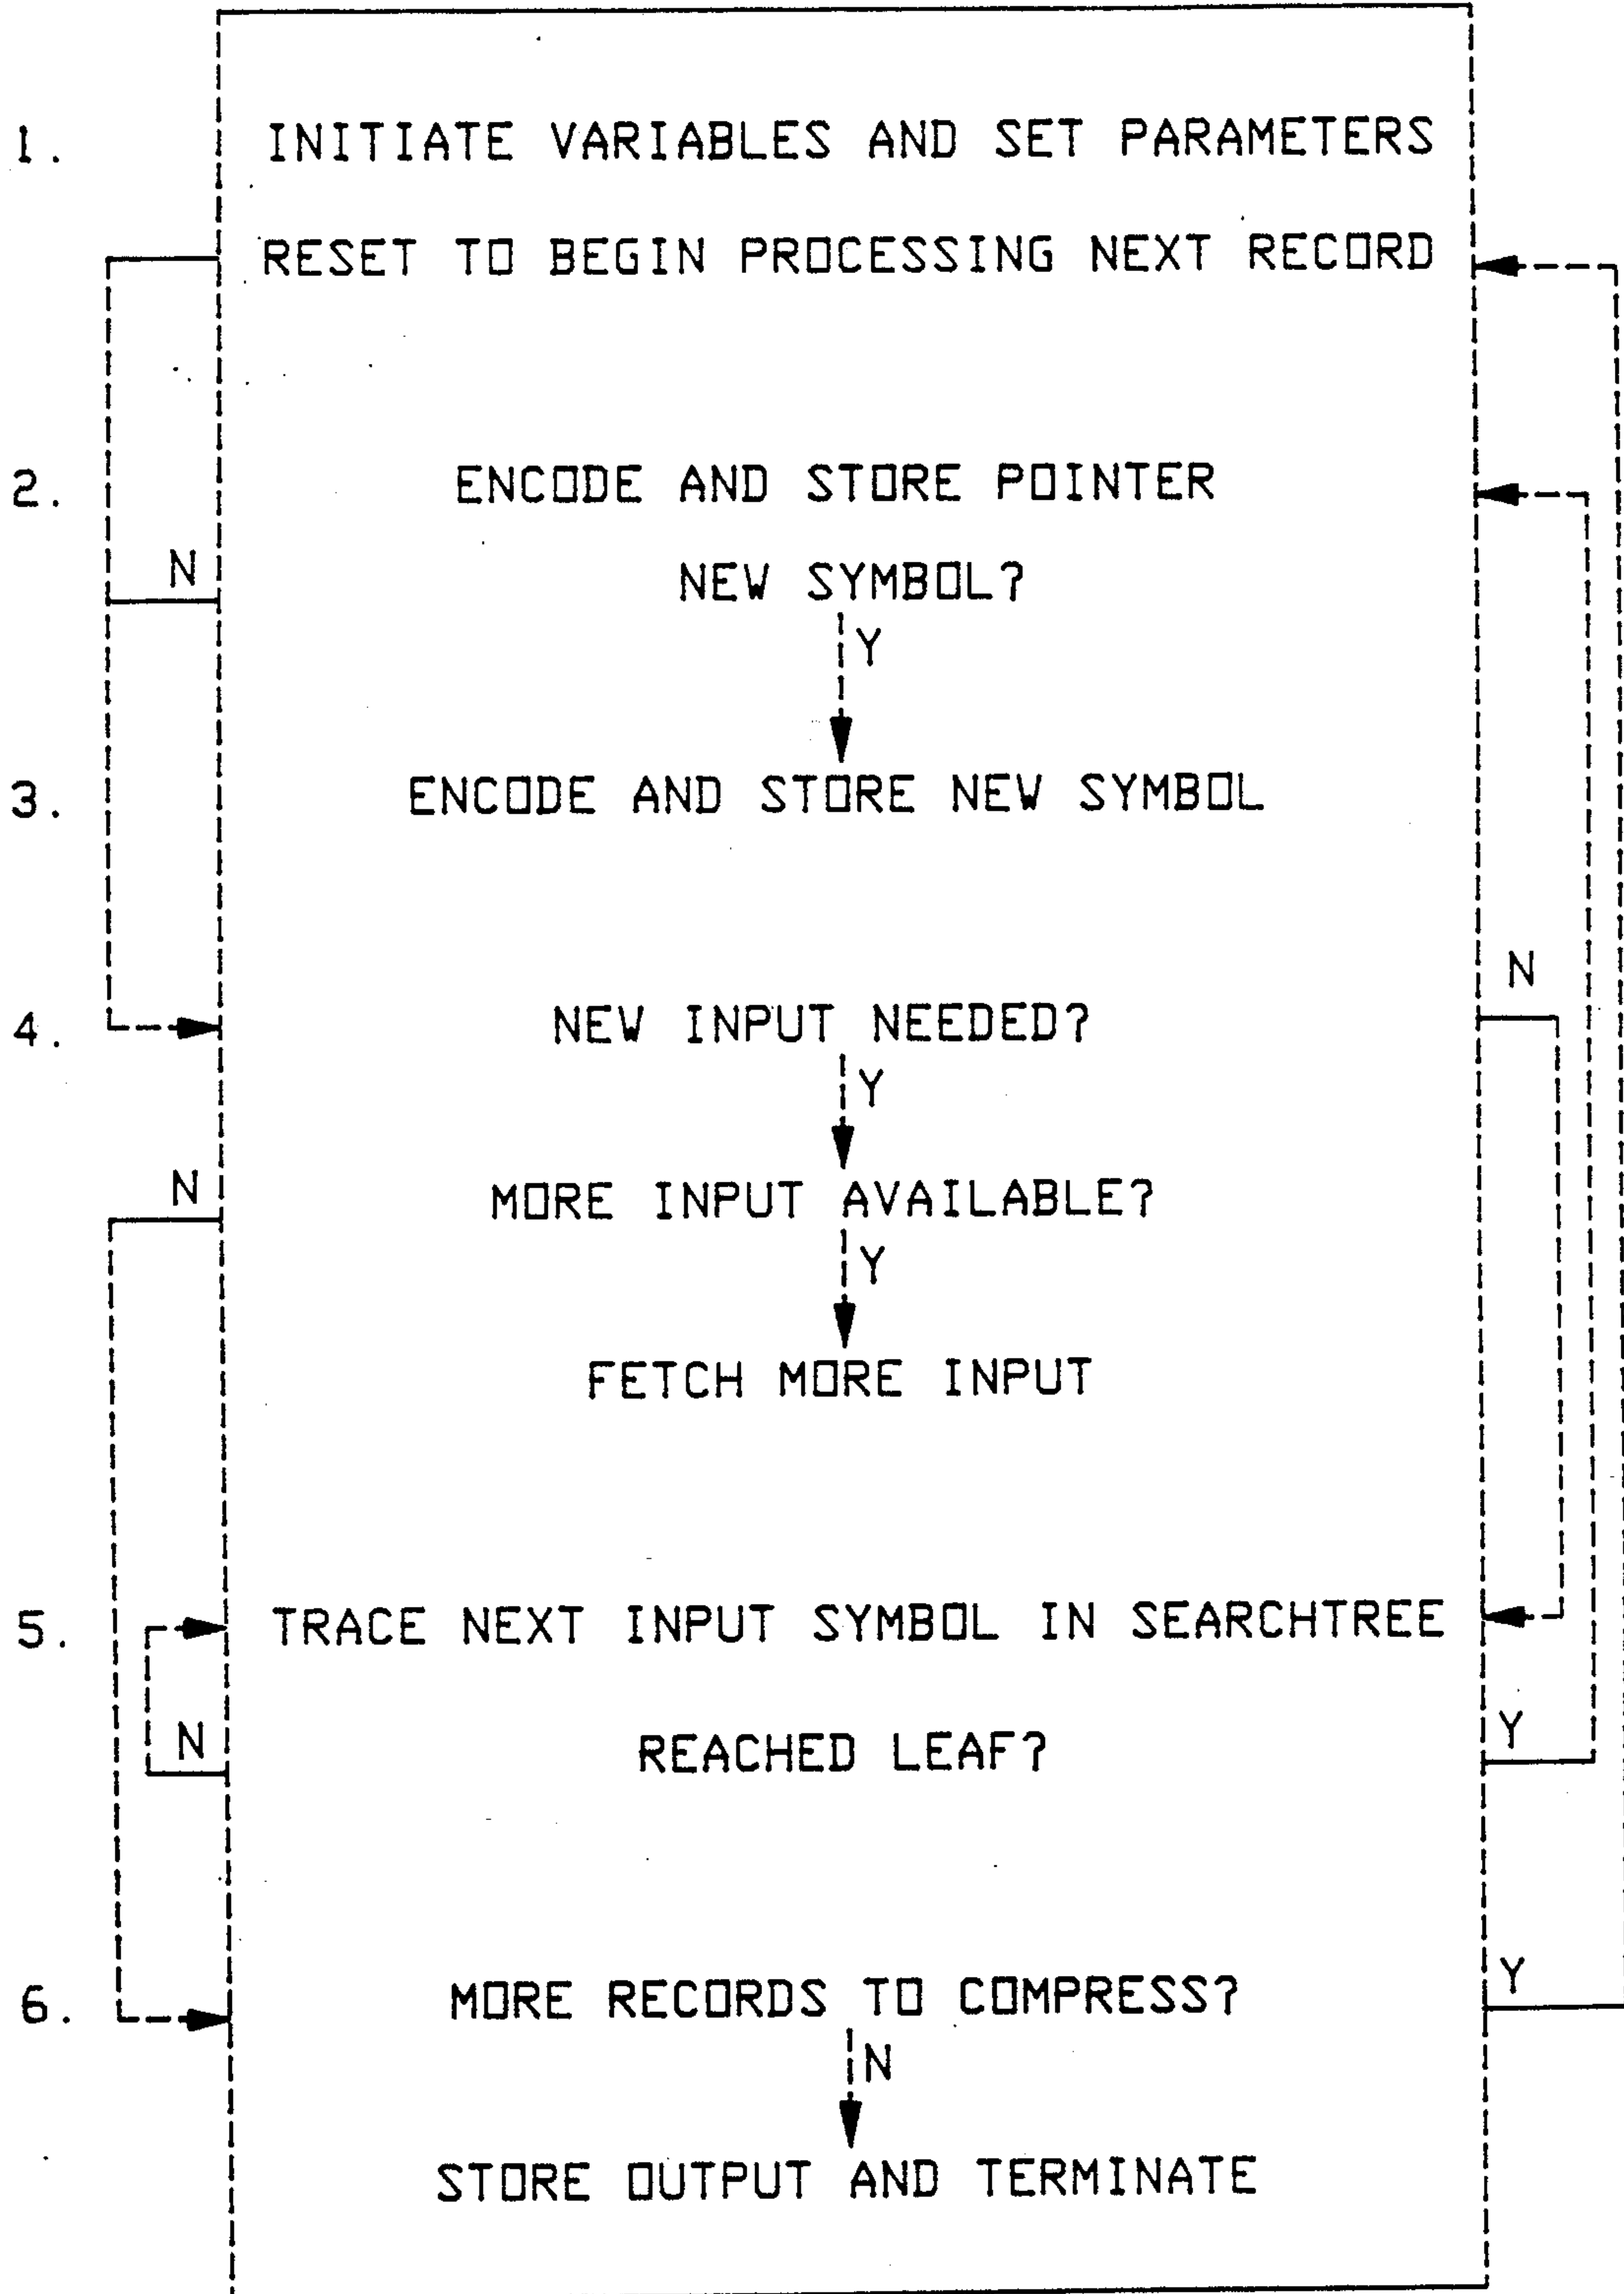 1. INITIATE VARIABLES AND SET PARAMETERS
RESET TO BEGIN PROCESSING NEXT RECORD
2. ENCODE AND STORE POINTER
N NEW SYMBOL?
Y
3. ENCODE AND STORE NEW SYMBOL
N
4. NEW INPUT NEEDED?
Y
N MORE INPUT AVAILABLE?
Y
FETCH MORE INPUT
5. TRACE NEXT INPUT SYMBOL IN SEARCHTREE
N REACHED LEAF? Y
6. MORE RECORDS TO COMPRESS? Y
N
STORE OUTPUT AND TERMINATE